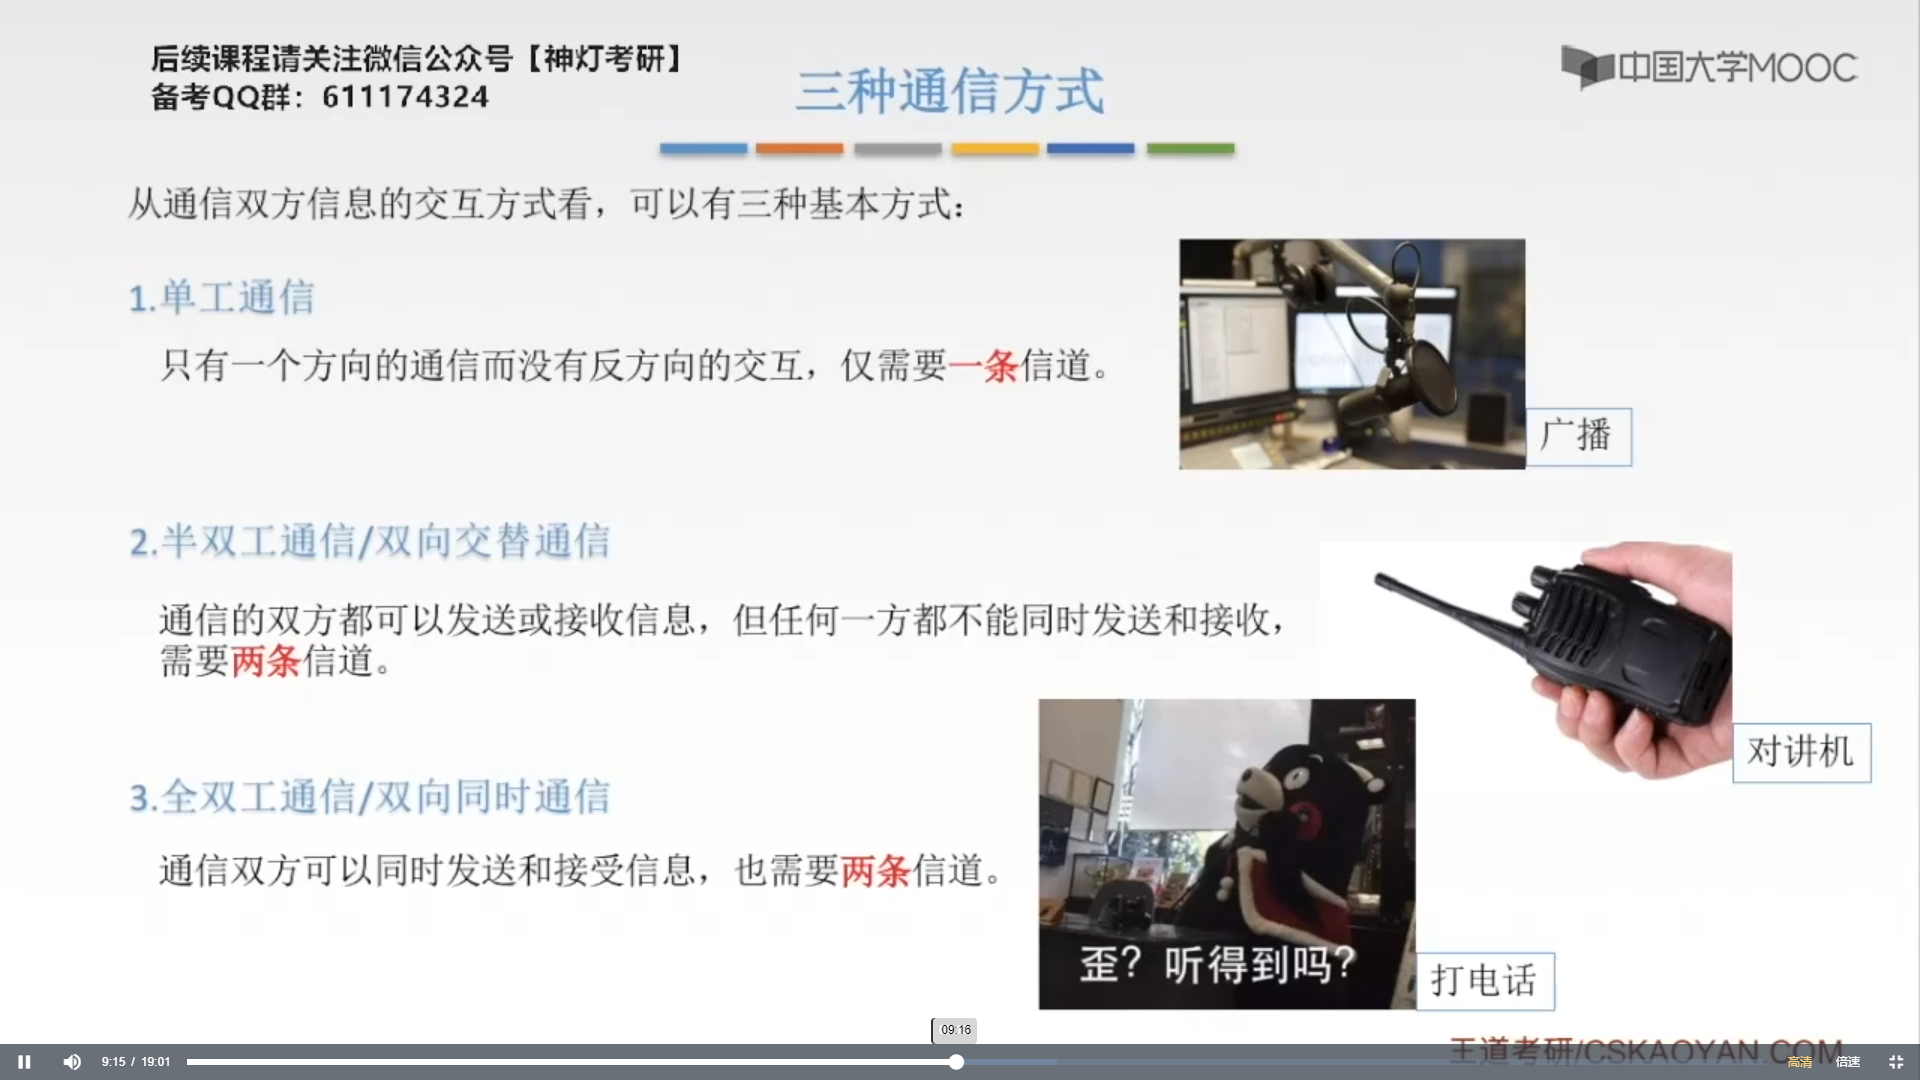 后续课程请关注微信公众号【神灯考研】
备考QQ群：611174324
中国大学MOOC
三种通信方式
从通信双方信息的交互方式看，可以有三种基本方式：
1.单工通信
只有一个方向的通信而没有反方向的交互，仅需要一条信道。
广播
2.半双工通信/双向交替通信
通信的双方都可以发送或接收信息，但任何一方都不能同时发送和接收，
需要两条信道。
对讲机
3.全双工通信/双向同时通信
通信双方可以同时发送和接受信息，也需要两条信道。
歪？听得到吗？
打电话
09:16
王道考研/CSKAOYAN.COM
9:15 / 19:01
高清
倍速